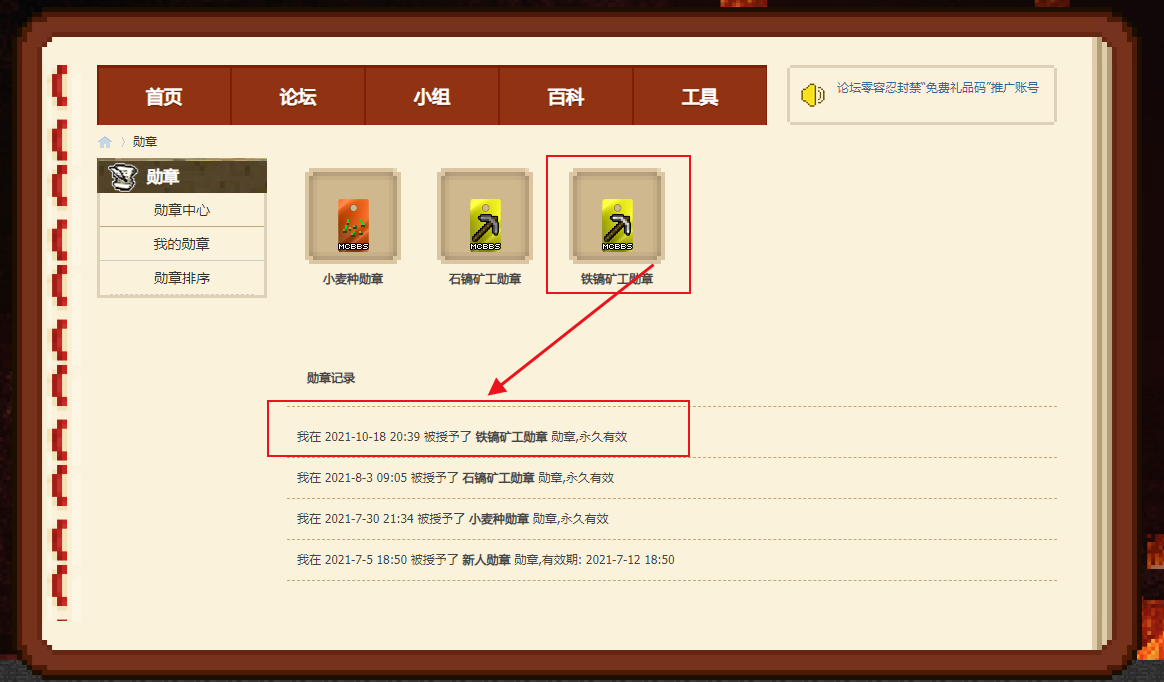 首页 论坛 小组 百科 工具
论坛零容忍封禁"免费礼品码"推广账号
勋章
勋章
勋章中心
我的勋章
勋章排序
MCBBS MCBBS MCBBS
小麦种勋章 石镐矿工勋章 铁镐矿工勋章
勋章记录
我在 2021-10-18 20:39 被授予了 铁镐矿工勋章 勋章,永久有效
我在 2021-8-3 09:05 被授予了 石镐矿工勋章 勋章,永久有效
我在 2021-7-30 21:34 被授予了 小麦种勋章 勋章,永久有效
我在 2021-7-5 18:50 被授予了 新人勋章 勋章,有效期: 2021-7-12 18:50